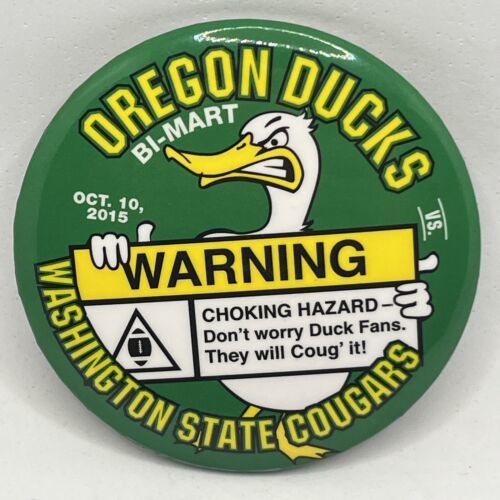 OREGON DUCKS
BI-MART
OCT. 10,
2015
VS.
WARNING
CHOKING HAZARD–
Don't worry Duck Fans.
They will Coug' it!
WASHINGTON STATE COUGARS